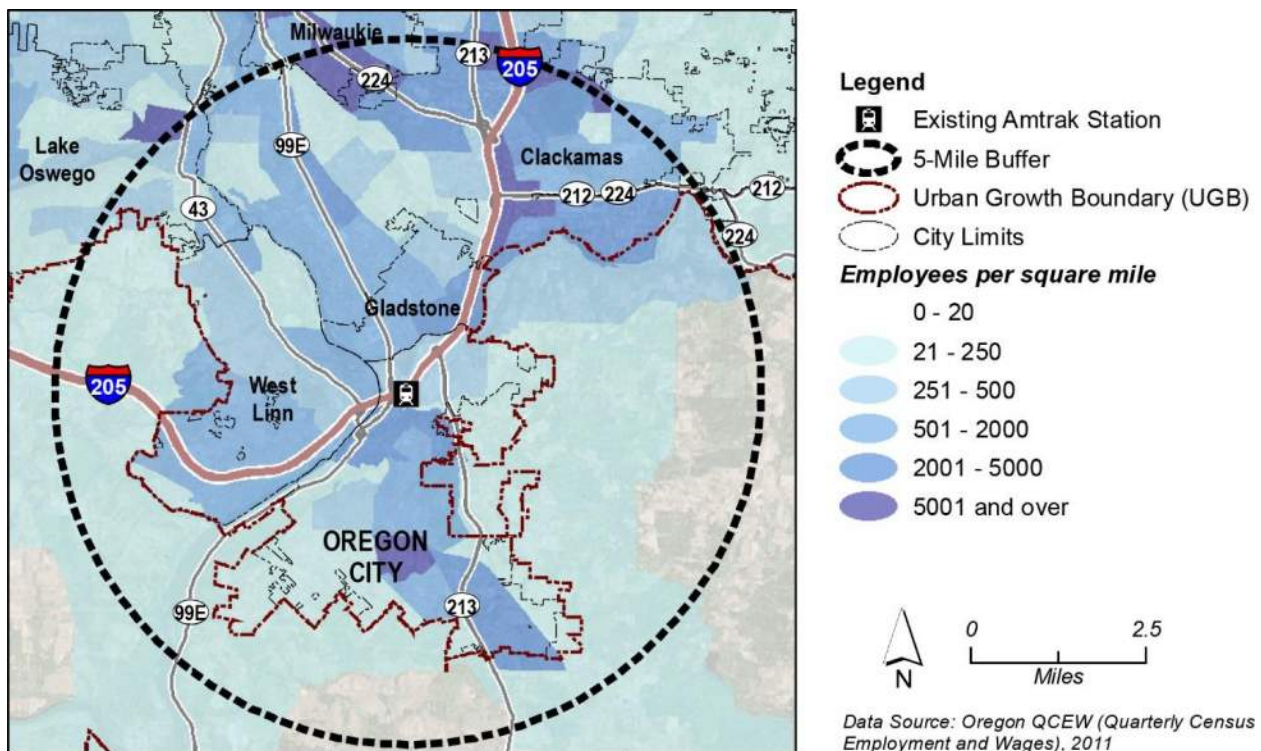 Milwaukie
213
205
224
Lake
Oswego
99E
Clackamas
212
224
212
43
224
Gladstone
205
West
Linn
OREGON
CITY
99E
213
Legend
Existing Amtrak Station
5-Mile Buffer
Urban Growth Boundary (UGB)
City Limits
Employees per square mile
0 - 20
21 - 250
251 - 500
501 - 2000
2001 - 5000
5001 and over
0
2.5
Miles
N
Data Source: Oregon QCEW (Quarterly Census
Employment and Wages), 2011